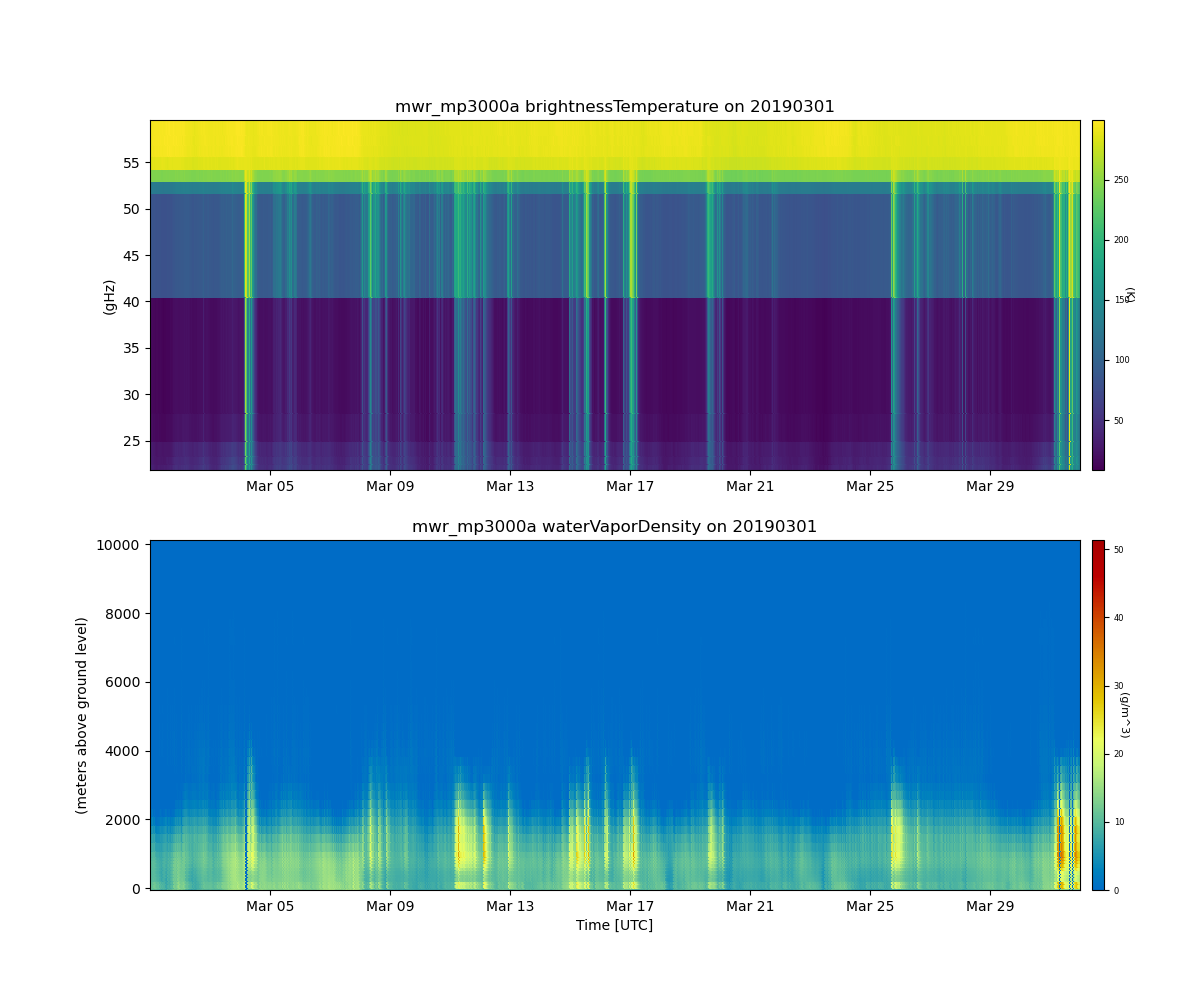 mwr_mp3000a brightnessTemperature on 20190301
55
50
45
40
35
30
25
(gHz)
Mar 05 Mar 09 Mar 13 Mar 17 Mar 21 Mar 25 Mar 29
250
200
150
100
50
(K)
mwr_mp3000a waterVaporDensity on 20190301
10000
8000
6000
4000
2000
0
(meters above ground level)
Mar 05 Mar 09 Mar 13 Mar 17 Mar 21 Mar 25 Mar 29
Time [UTC]
50
40
30
20
10
0
(g/m^3)